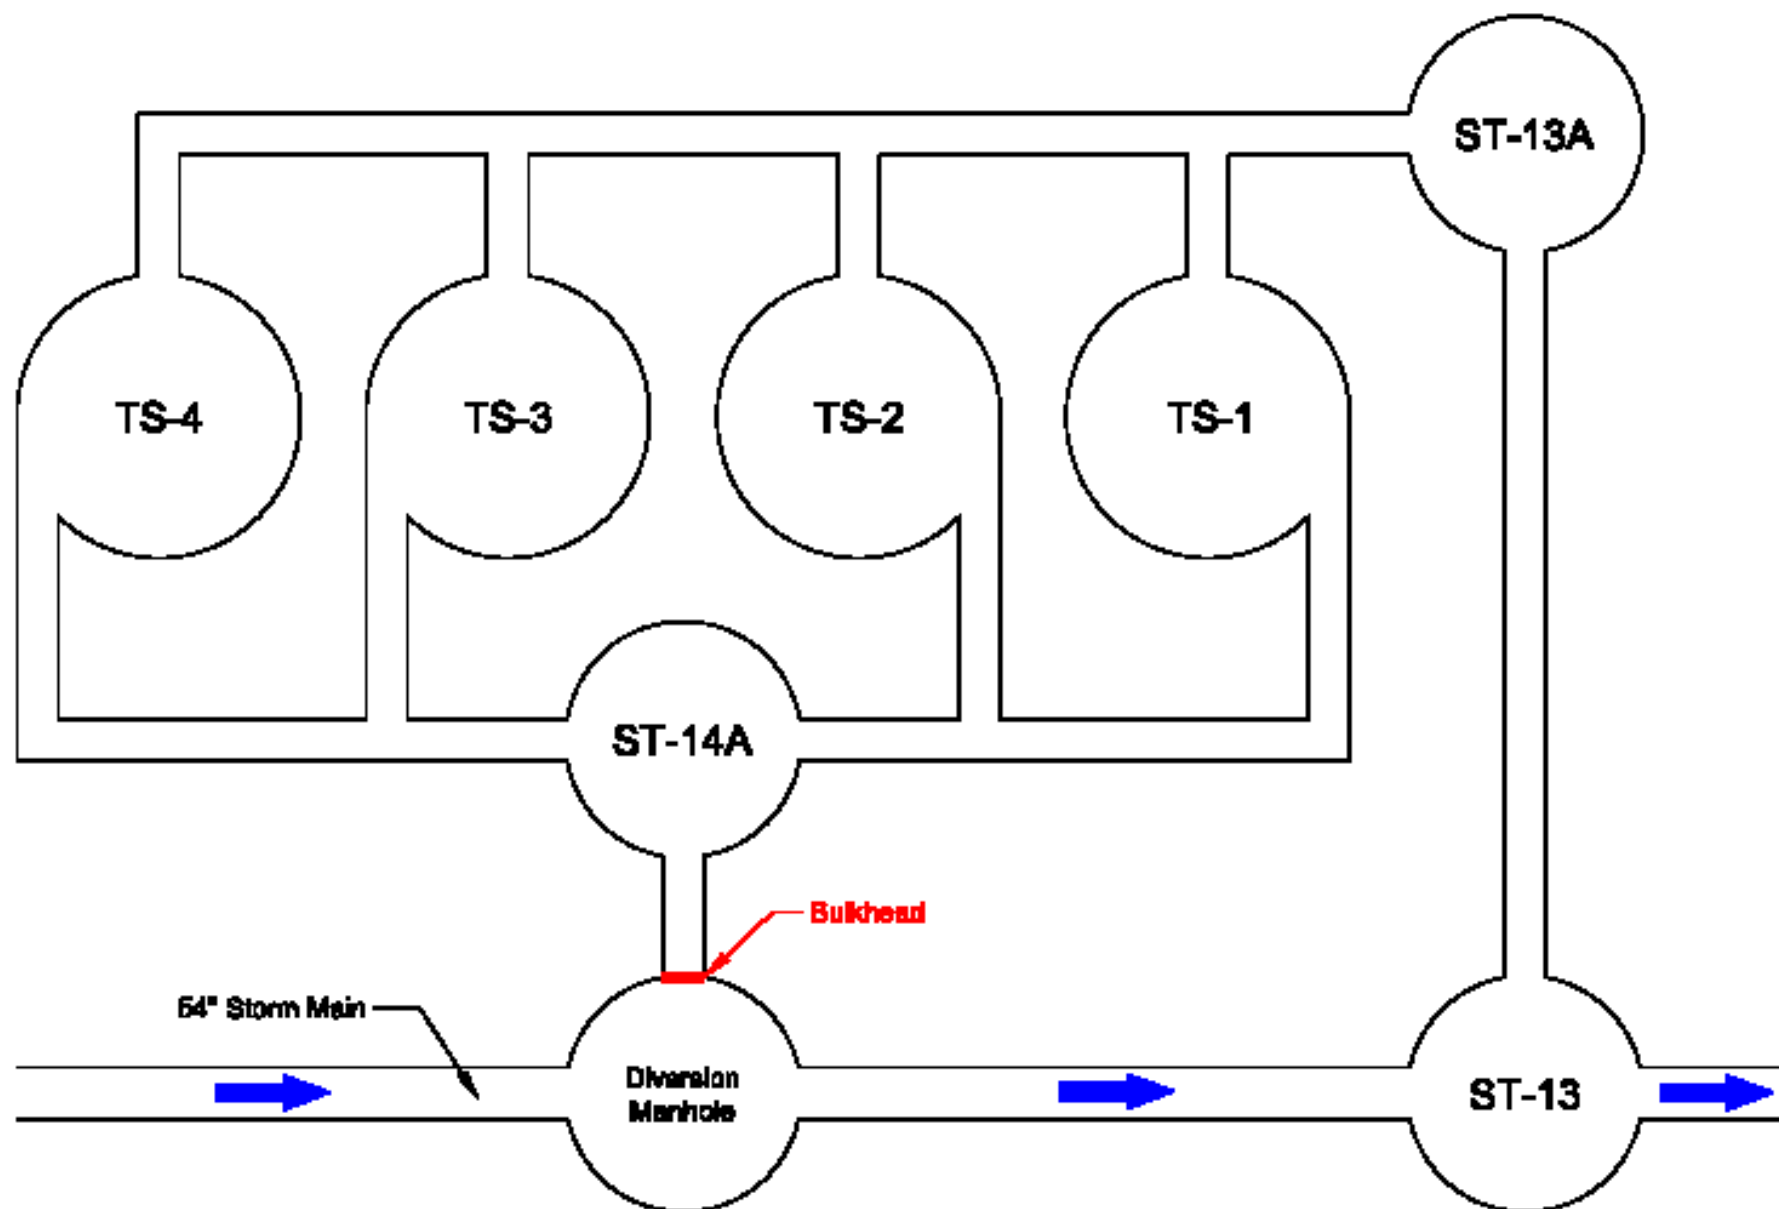 ST-13A
TS-4
TS-3
TS-2
TS-1
ST-14A
Bulkhead
54" Storm Main
Diversion
Manhole
ST-13